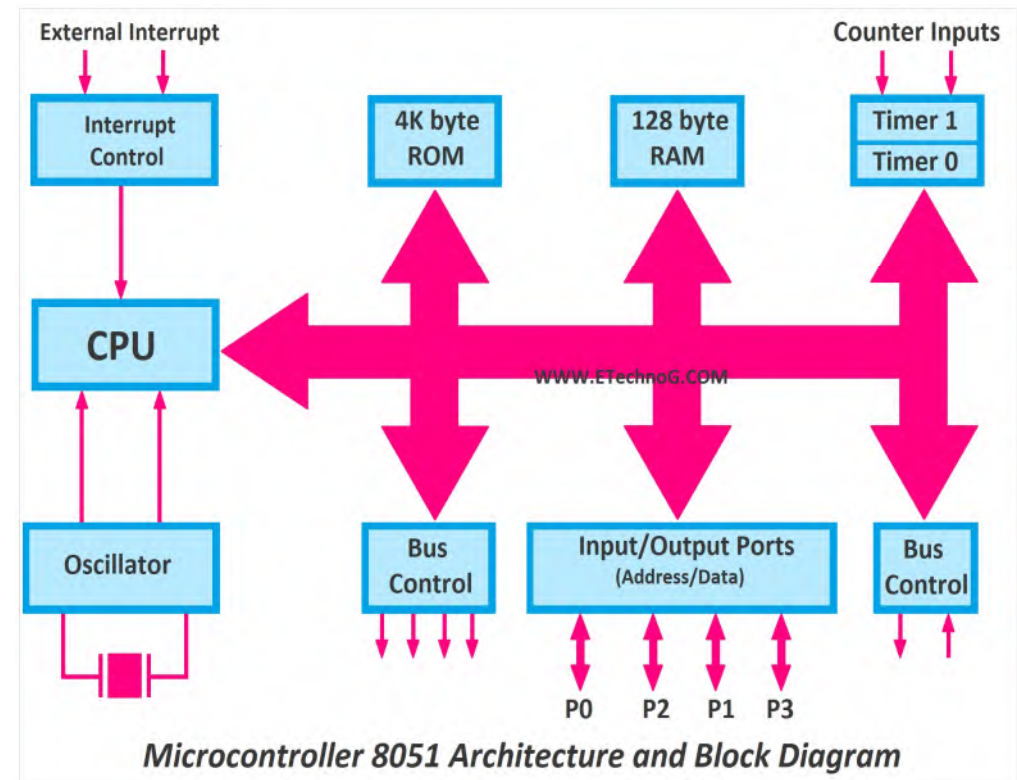 External Interrupt
Counter Inputs
Interrupt
Control
4K byte
ROM
128 byte
RAM
Timer 1
Timer 0
CPU
WWW.ETechnoG.COM
Oscillator
Bus
Control
Input/Output Ports
(Address/Data)
Bus
Control
P0 P2 P1 P3
Microcontroller 8051 Architecture and Block Diagram